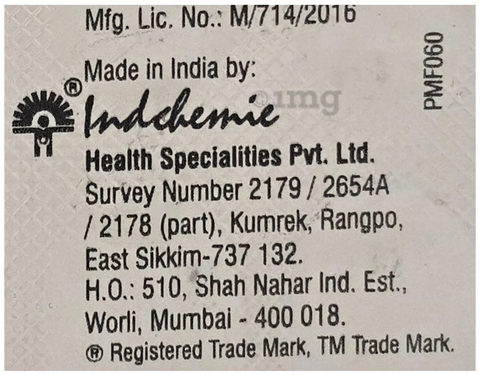 Mfg. Lic. No.: M/714/2016
PMF060
Made in India by:
® Indchemie
1mg
Health Specialities Pvt. Ltd.
Survey Number 2179 / 2654A
/ 2178 (part), Kumrek, Rangpo,
East Sikkim-737 132.
H.O.: 510, Shah Nahar Ind. Est.,
Worli, Mumbai - 400 018.
® Registered Trade Mark, TM Trade Mark.